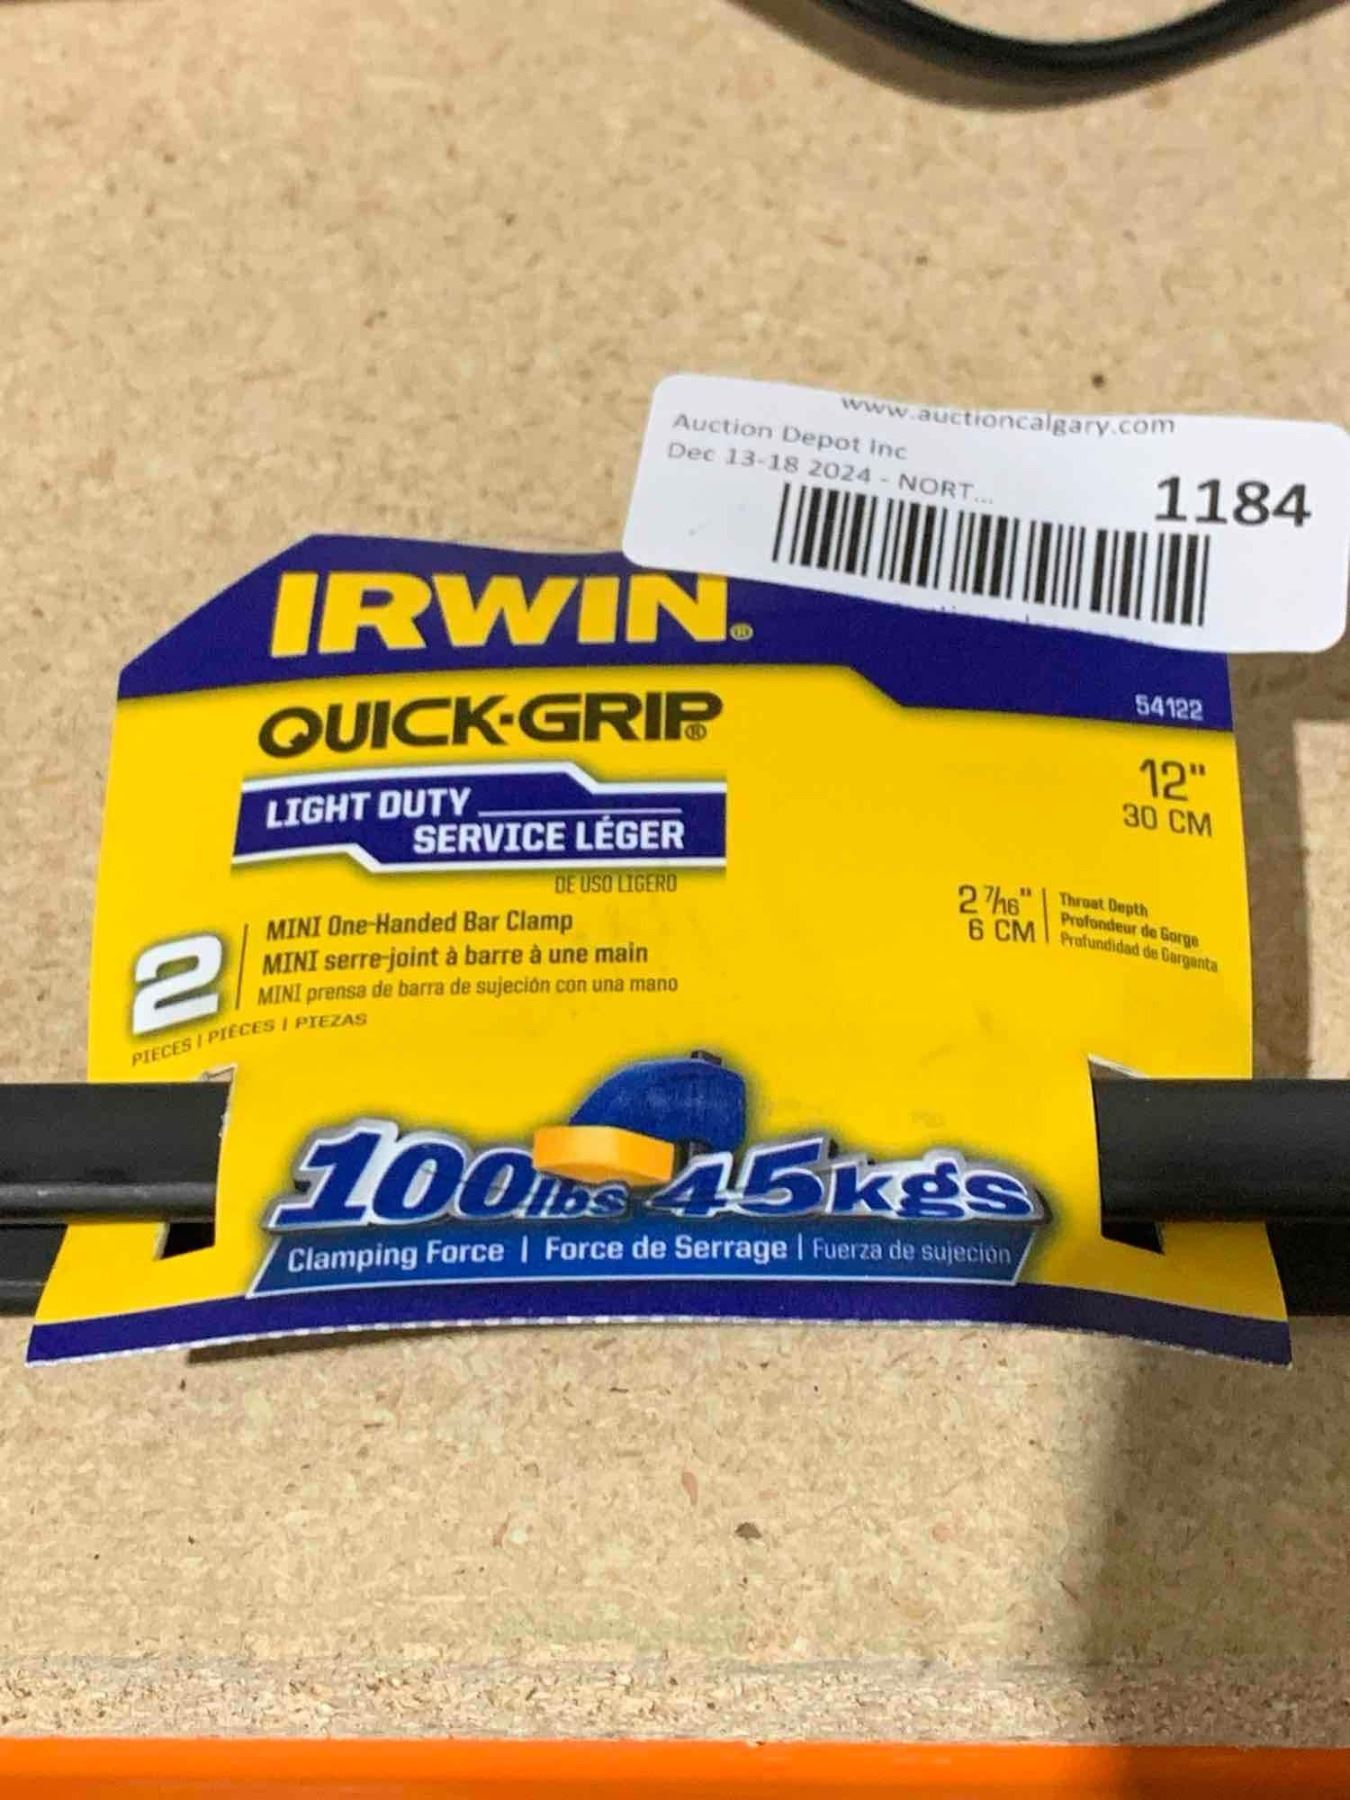 www.auctioncalgary.com
Auction Depot Inc
Dec 13-18 2024 - NORT...
1184
IRWIN®
QUICK-GRIP®
54122
LIGHT DUTY
SERVICE LÉGER
DE USO LIGERO
12"
30 CM
2 7/16"
6 CM
Throat Depth
Profondeur de Gorge
Profundidad de Garganta
2
MINI One-Handed Bar Clamp
MINI serre-joint à barre à une main
MINI prensa de barra de sujeción con una mano
PIECES | PIÈCES | PIEZAS
100lbs 45kgs
Clamping Force | Force de Serrage | Fuerza de sujeción